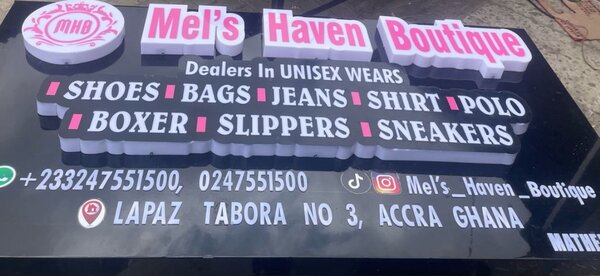 MHB
Mel's Haven Boutique
Dealers In UNISEX WEARS
SHOES BAGS JEANS SHIRT POLO
BOXER SLIPPERS SNEAKERS
+233247551500, 0247551500 Mel's_Haven_Boutique
LAPAZ TABORA NO 3, ACCRA GHANA